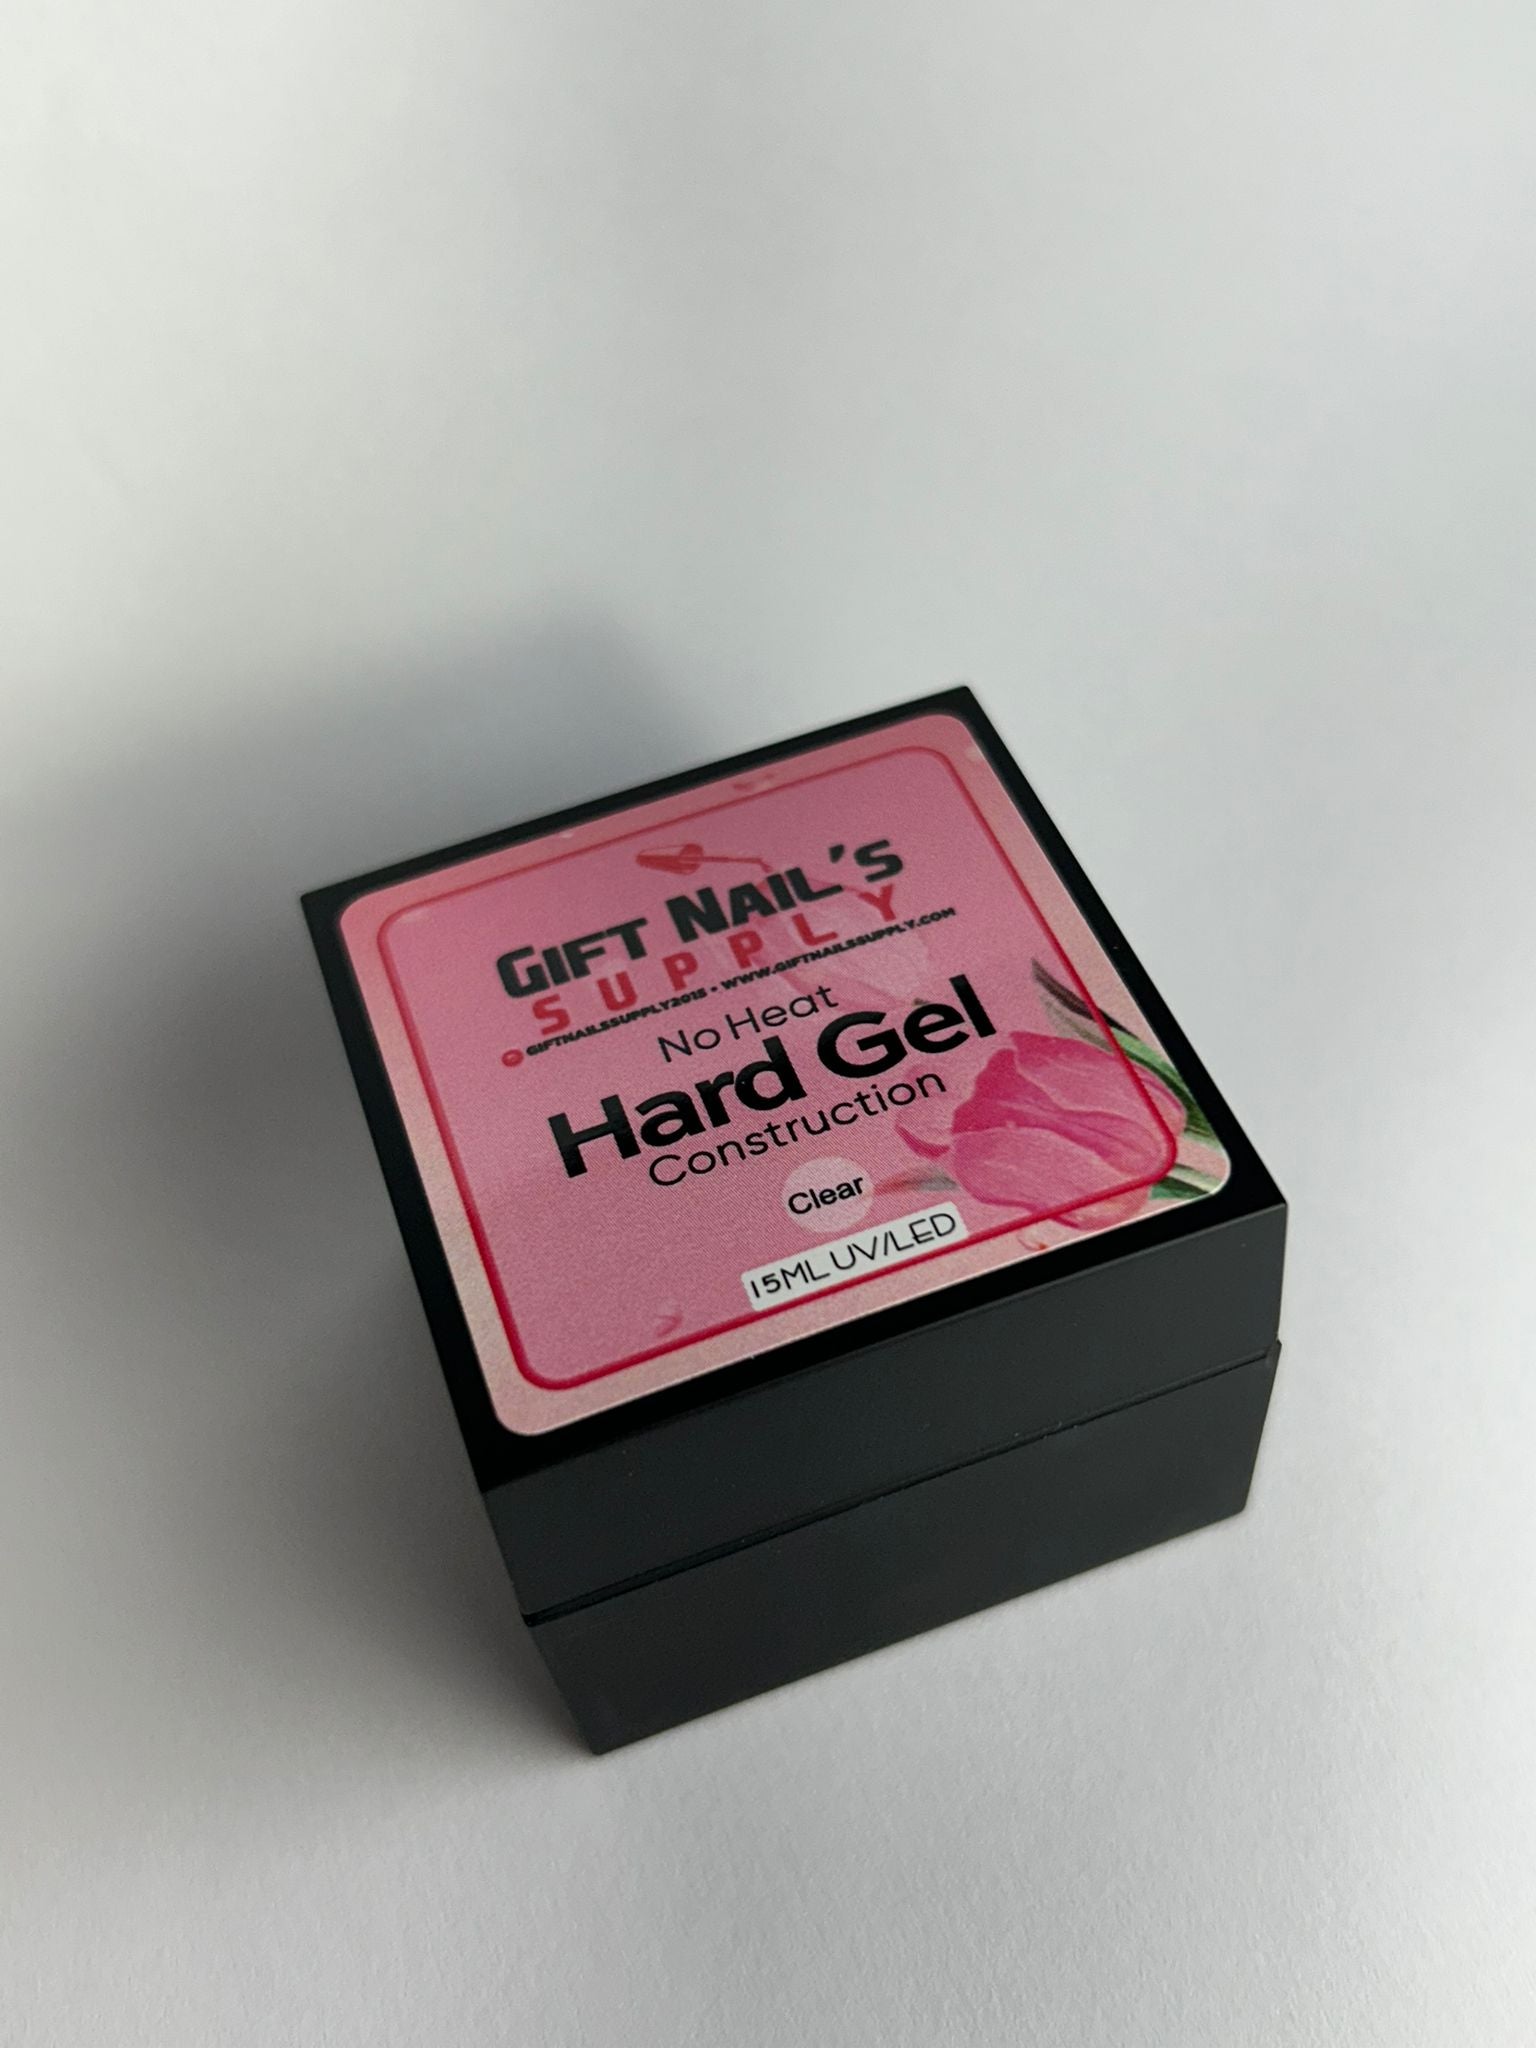 GIFT NAIL'S
SUPPLY
GIFTNAILSSUPPLY2015 • WWW.GIFTNAILSSUPPLY.COM
No Heat
Hard Gel
Construction
Clear
15ML UV/LED